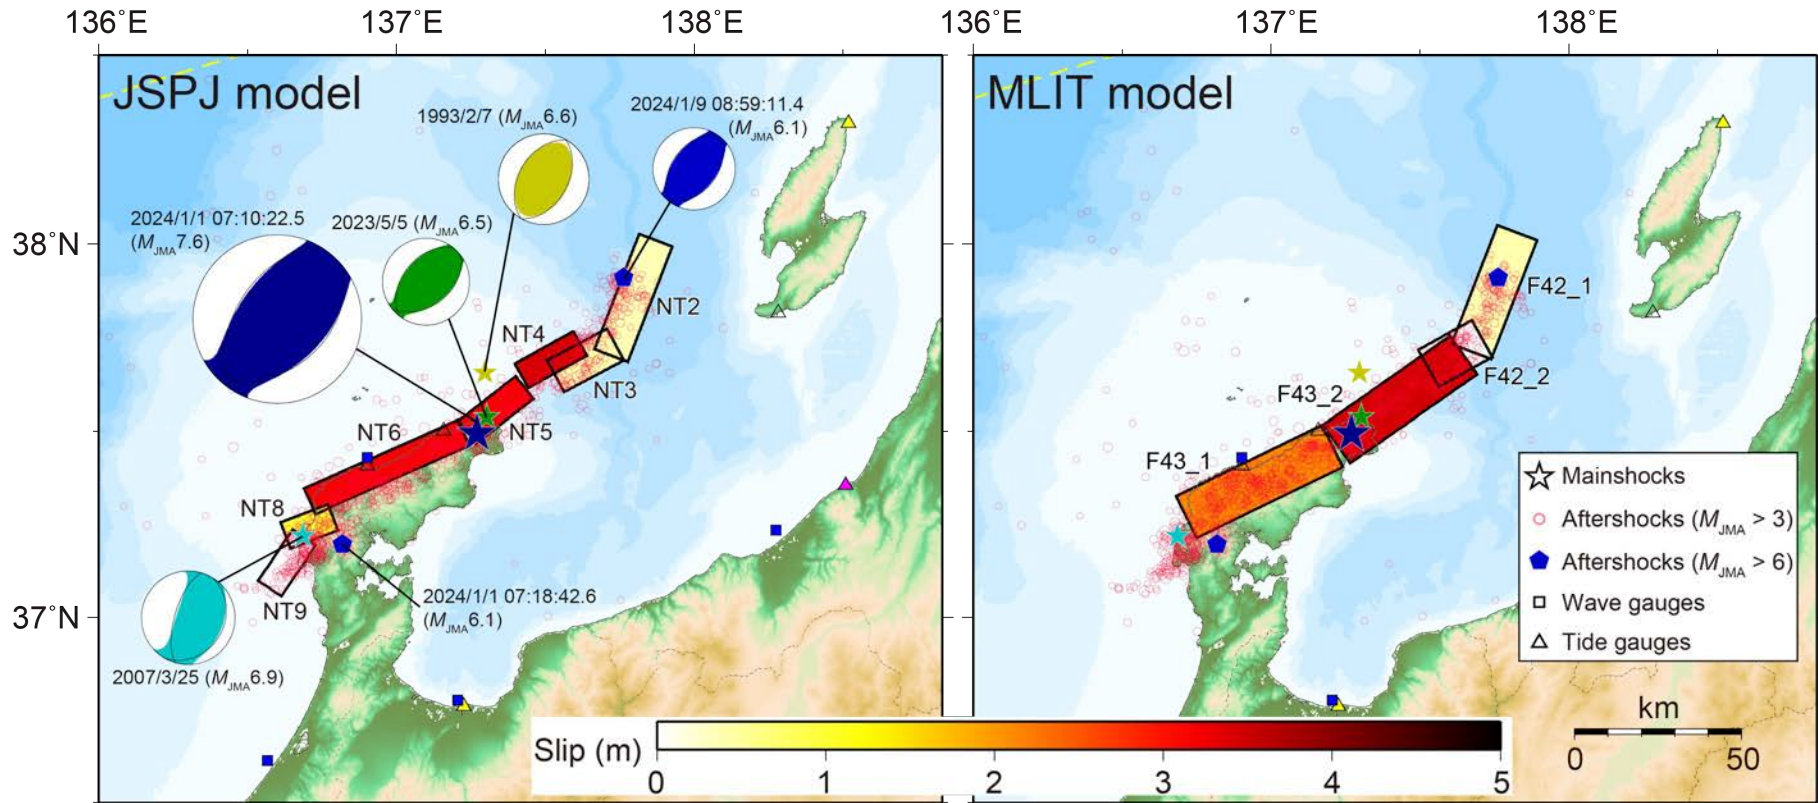 136°E 137°E 138°E 136°E 137°E 138°E
JSPJ model
MLIT model
1993/2/7 (MJMA6.6)
2024/1/9 08:59:11.4
(MJMA6.1)
2024/1/1 07:10:22.5
(MJMA7.6)
2023/5/5 (MJMA6.5)
38°N
NT2
NT4
NT3
NT5
NT6
NT8
NT9
2024/1/1 07:18:42.6
(MJMA6.1)
2007/3/25 (MJMA6.9)
37°N
F42_1
F42_2
F43_2
F43_1
Mainshocks
Aftershocks (MJMA > 3)
Aftershocks (MJMA > 6)
Wave gauges
Tide gauges
Slip (m)
0 1 2 3 4 5
km
0 50